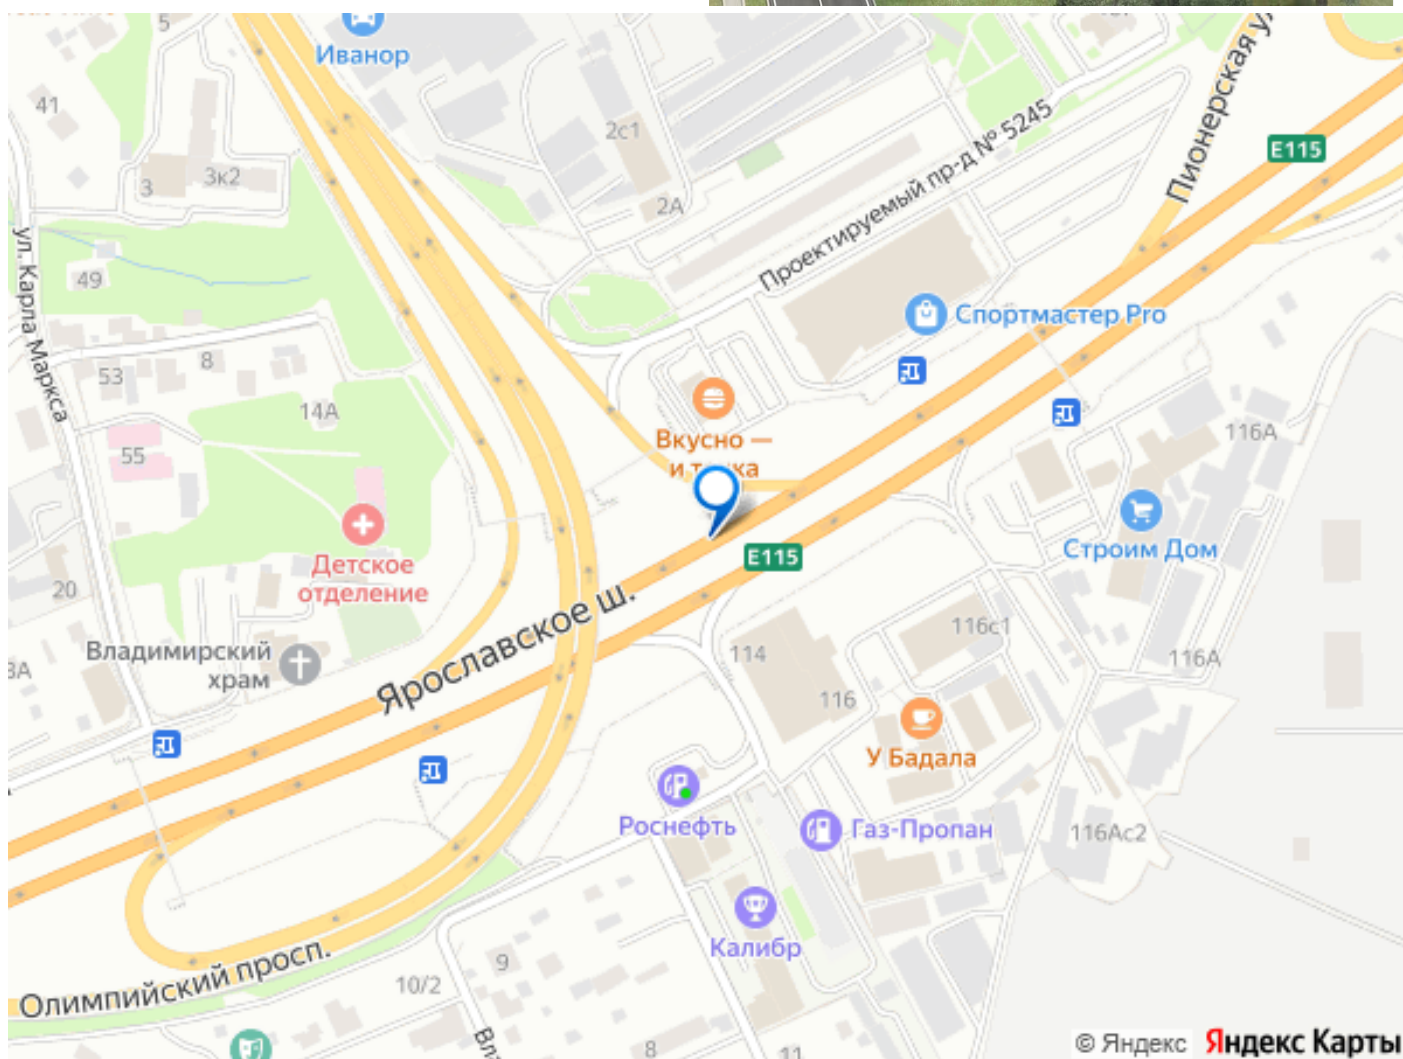 5
Иванор
41
2с1
3
3к2
2А
Проектируемый пр-д № 5245
Пионерская у
E115
ул. Карла Маркса
49
Спортмастер Pro
8
53
14А
55
Вкусно —
и точка
116А
Детское
отделение
E115
Строим Дом
20
Ярославское ш.
116с1
Владимирский
храм
3А
114
116А
116
У Бадала
Роснефть
Газ-Пропан
116Ас2
Калибр
Олимпийский просп.
9
10/2
Вла
8
11
© Яндекс Яндекс Карты